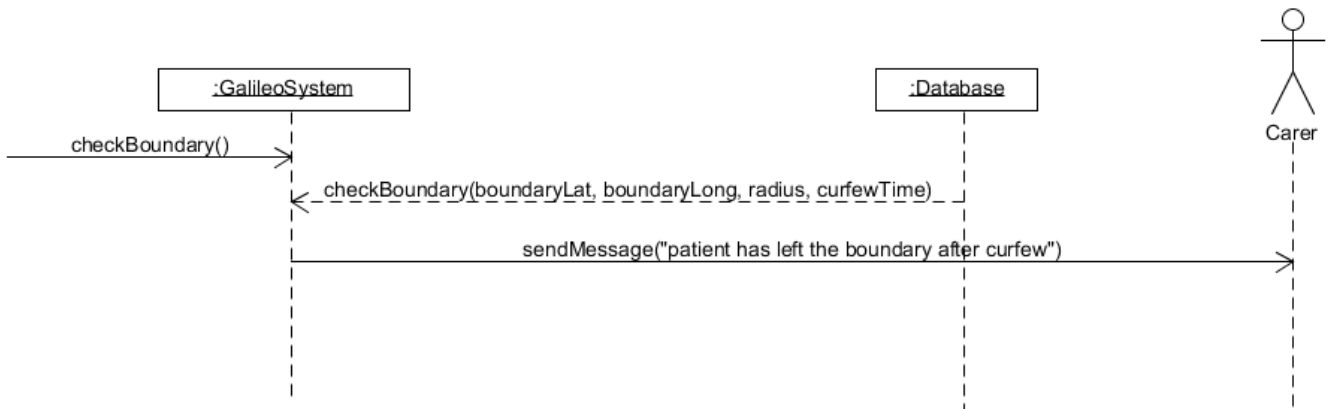 :GalileoSystem
:Database
Carer
checkBoundary()
checkBoundary(boundaryLat, boundaryLong, radius, curfewTime)
sendMessage("patient has left the boundary after curfew")